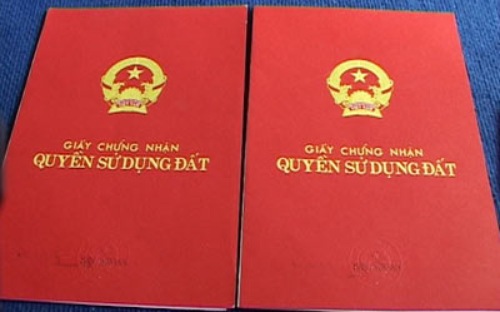 GIẤY CHỨNG NHẬN
QUYỀN SỬ DỤNG ĐẤT
GIẤY CHỨNG NHẬN
QUYỀN SỬ DỤNG ĐẤT